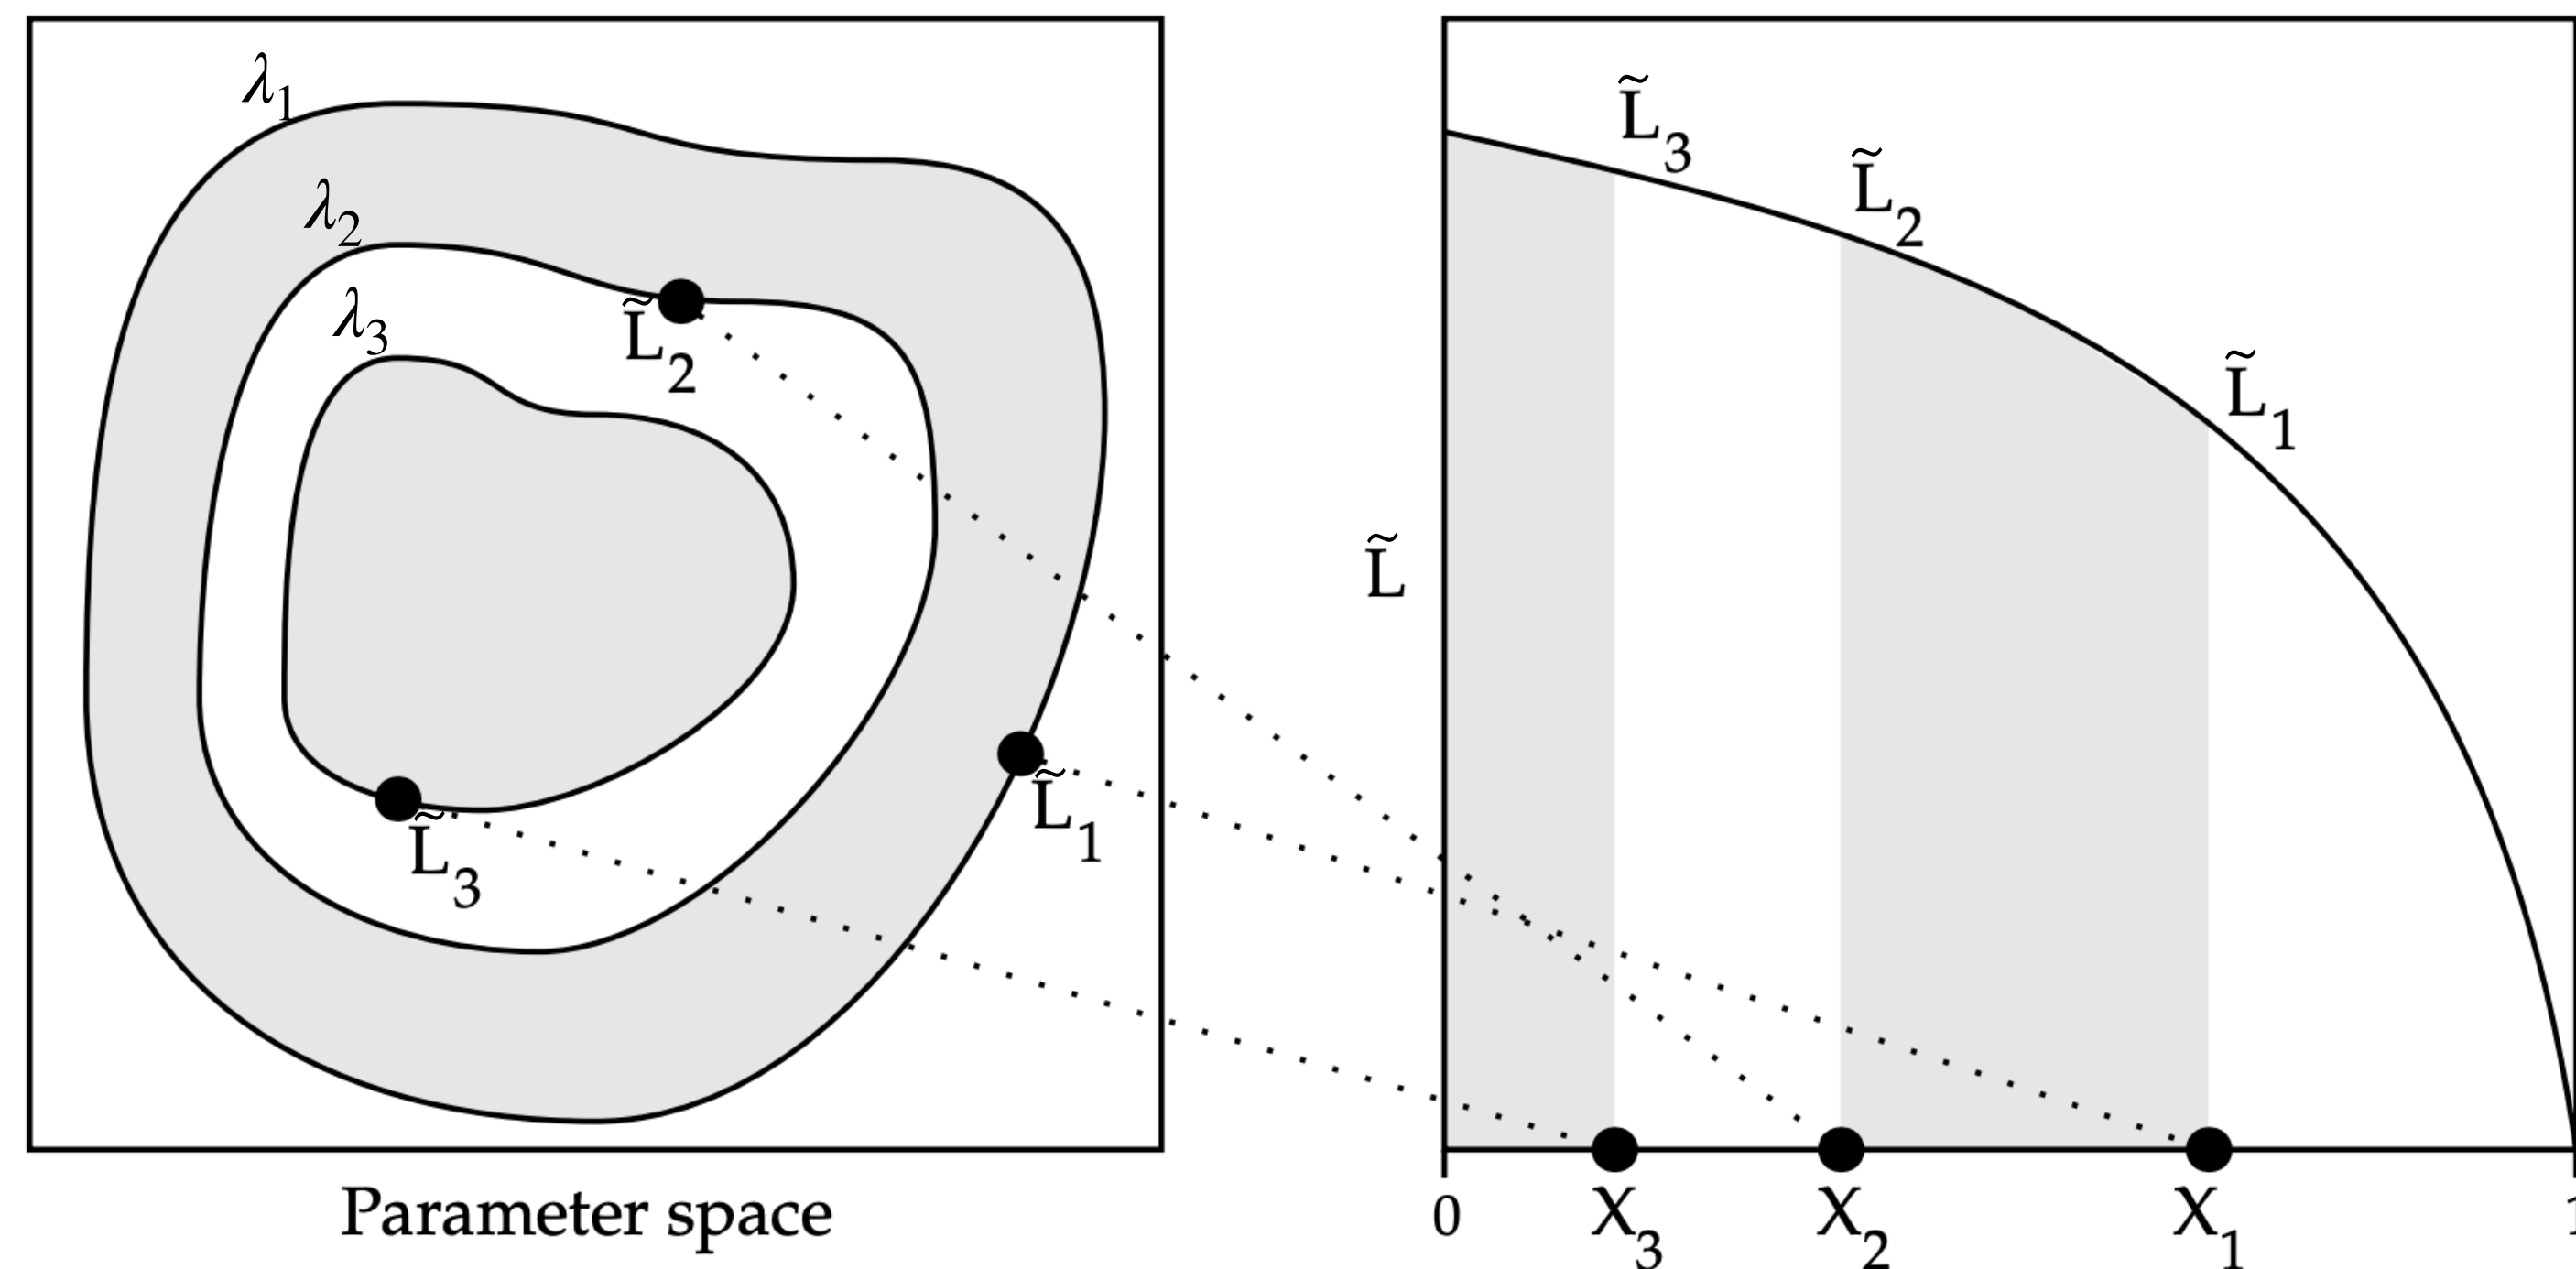 λ₁
λ₂
λ₃
L̃₂
L̃₁
L̃₃
Parameter space
L̃₃
L̃₂
L̃₁
L̃
0 X₃ X₂ X₁ 1